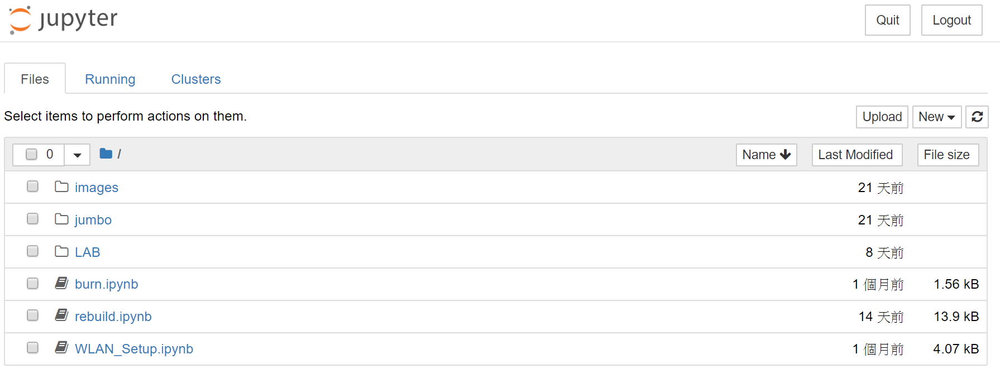 jupyter Quit Logout
Files Running Clusters
Select items to perform actions on them. Upload New
0 / Name Last Modified File size
images 21 天前
jumbo 21 天前
LAB 8 天前
burn.ipynb 1 個月前 1.56 kB
rebuild.ipynb 14 天前 13.9 kB
WLAN_Setup.ipynb 1 個月前 4.07 kB